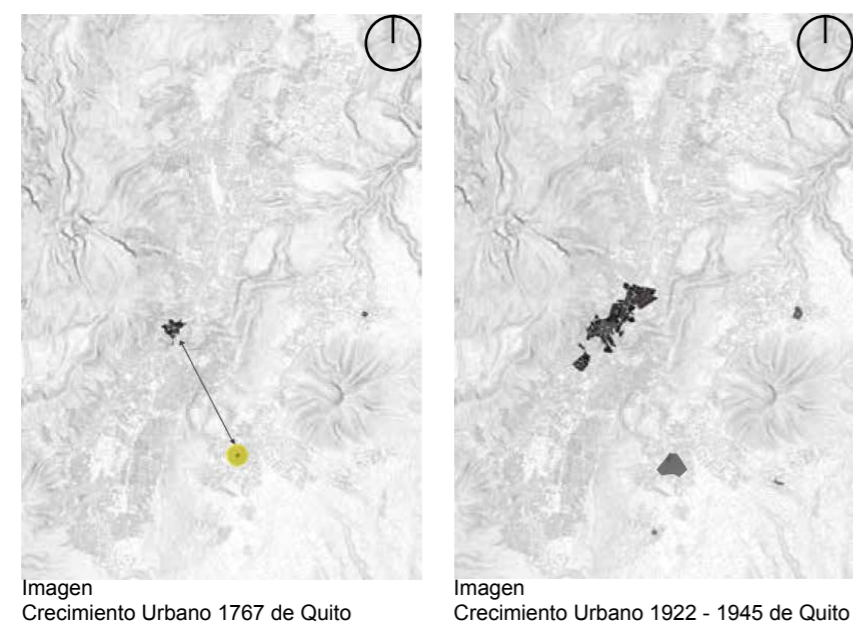 Imagen
Crecimiento Urbano 1767 de Quito
Imagen
Crecimiento Urbano 1922 - 1945 de Quito